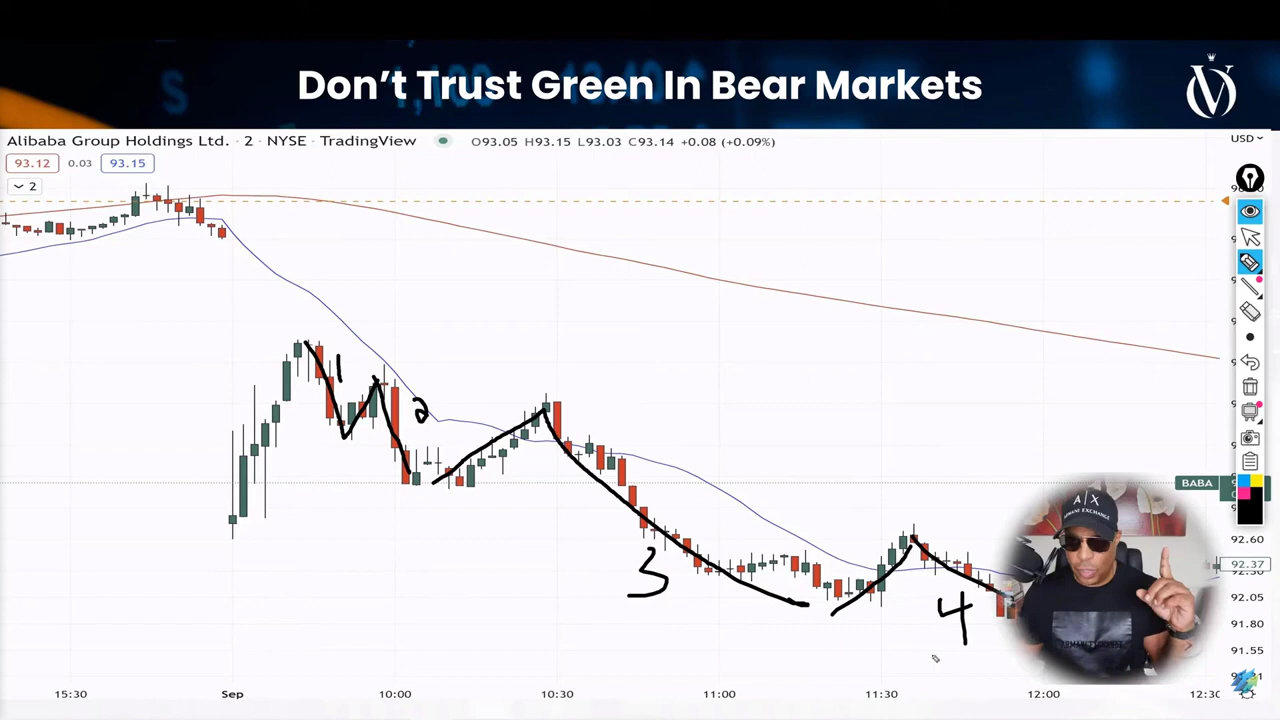 Don't Trust Green In Bear Markets
Alibaba Group Holdings Ltd. · 2 · NYSE · TradingView O93.05 H93.15 L93.03 C93.14 +0.08 (+0.09%)
USD
93.12 0.03 93.15
2
1
2
3
4
BABA
92.60
92.37
92.05
91.80
91.55
A|X
ARMANI EXCHANGE
15:30 Sep 10:00 10:30 11:00 11:30 12:00 12:30